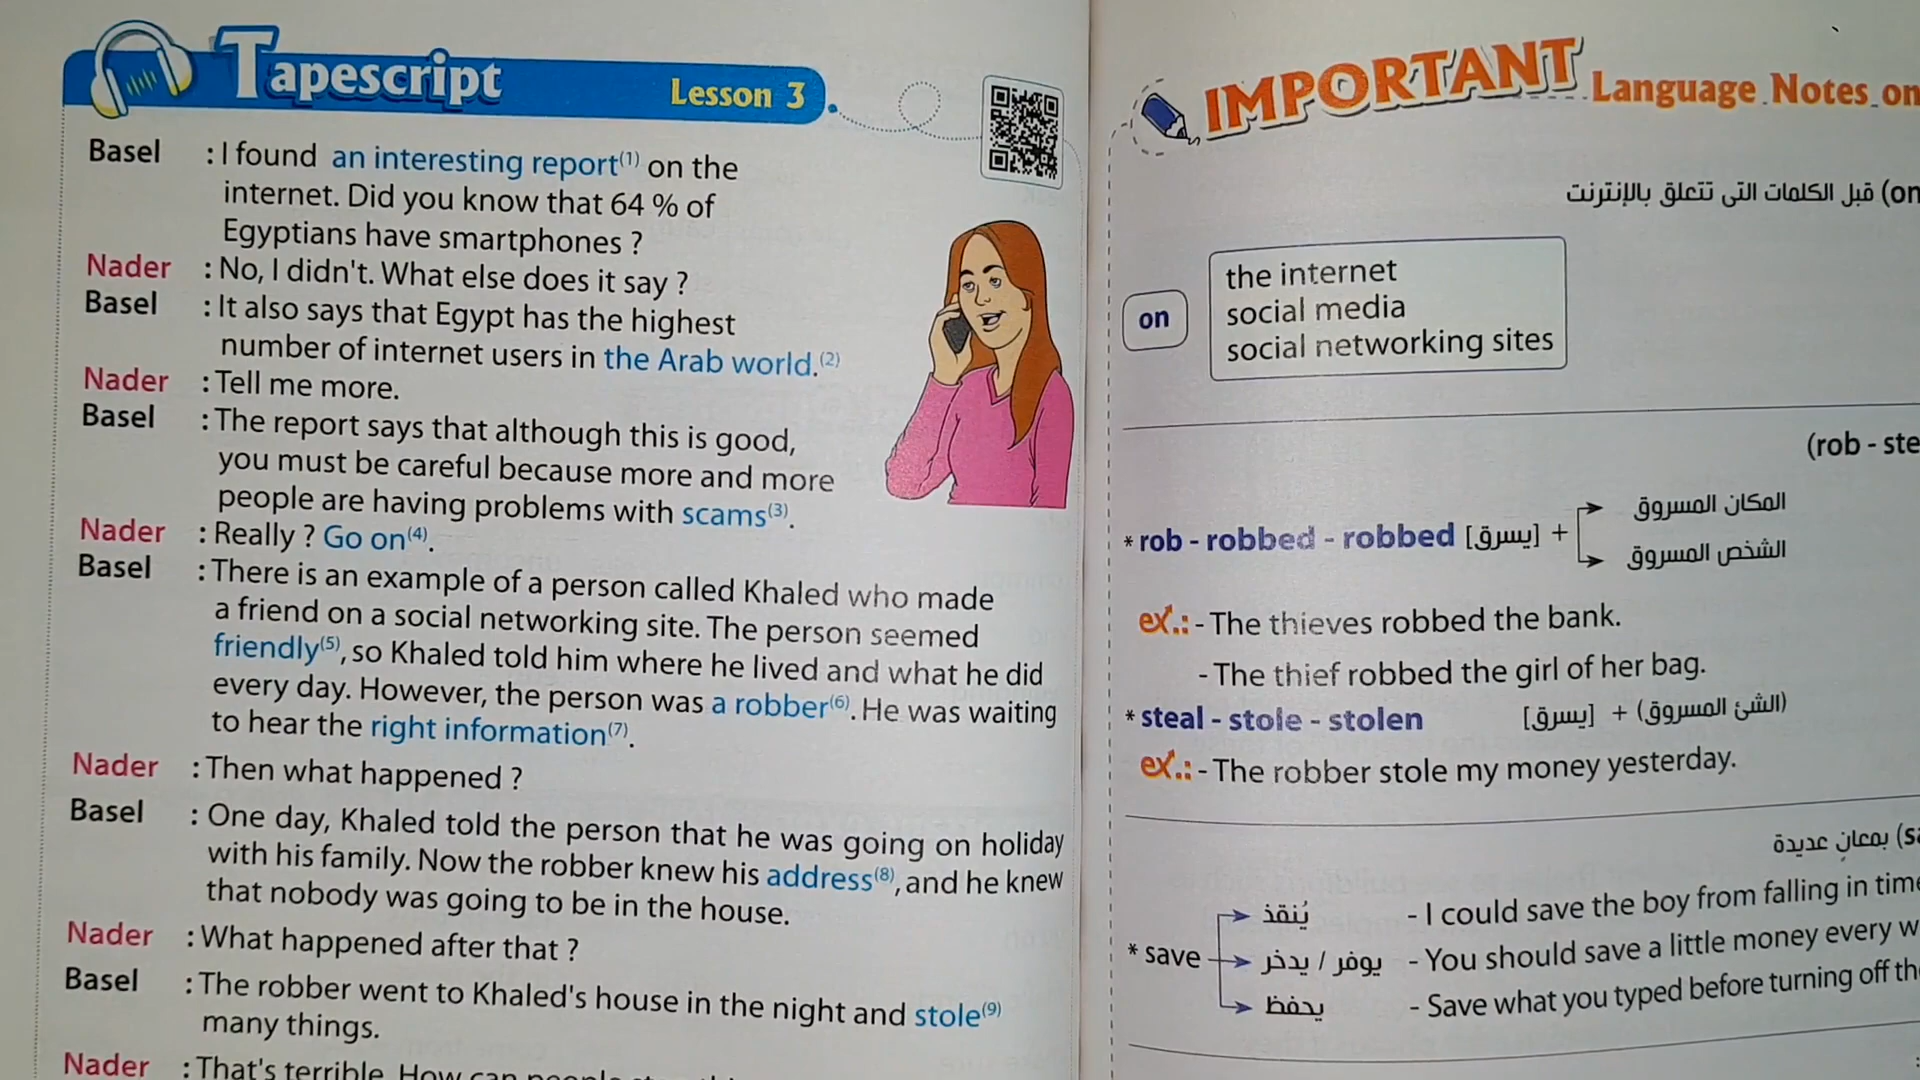 Tapescript Lesson 3
Basel : I found an interesting report(1) on the
internet. Did you know that 64 % of
Egyptians have smartphones ?
Nader : No, I didn't. What else does it say ?
Basel : It also says that Egypt has the highest
number of internet users in the Arab world.(2)
Nader : Tell me more.
Basel : The report says that although this is good,
you must be careful because more and more
people are having problems with scams(3).
Nader : Really ? Go on(4).
Basel : There is an example of a person called Khaled who made
a friend on a social networking site. The person seemed
friendly(5), so Khaled told him where he lived and what he did
every day. However, the person was a robber(6). He was waiting
to hear the right information(7).
Nader : Then what happened ?
Basel : One day, Khaled told the person that he was going on holiday
with his family. Now the robber knew his address(8), and he knew
that nobody was going to be in the house.
Nader : What happened after that ?
Basel : The robber went to Khaled's house in the night and stole(9)
many things.
Nader : That's terrible. How can people
IMPORTANT Language Notes on
(on قبل الكلمات التى تتعلق بالإنترنت
on
the internet
social media
social networking sites
(rob - ste
* rob - robbed - robbed [يسرق] +
المكان المسروق
الشخص المسروق
ex.: - The thieves robbed the bank.
- The thief robbed the girl of her bag.
* steal - stole - stolen [يسرق] + (الشئ المسروق)
ex.: - The robber stole my money yesterday.
(sa بمعانٍ عديدة
* save
يُنقذ - I could save the boy from falling in time
يوفر / يدخر - You should save a little money every w
يحفظ - Save what you typed before turning off the